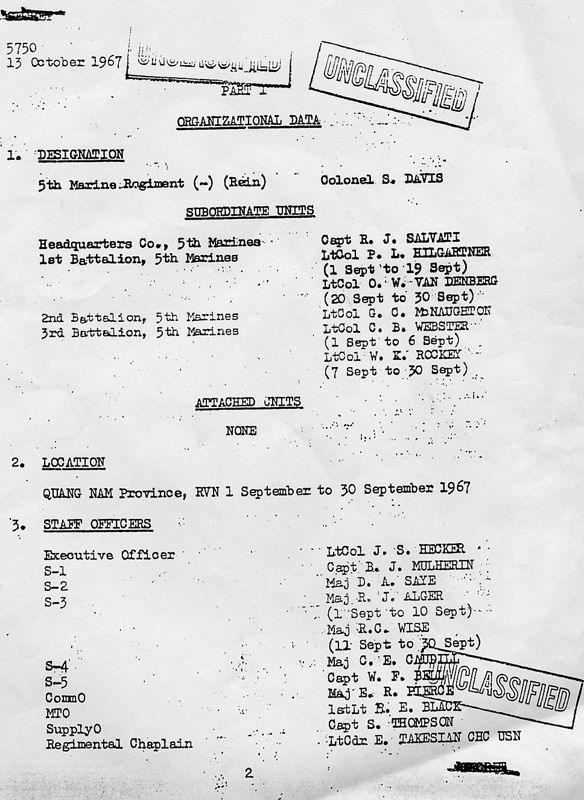 5750
13 October 1967
UNCLASSIFIED
UNCLASSIFIED
PART I
ORGANIZATIONAL DATA
1. DESIGNATION
5th Marine Regiment (-) (Rein) Colonel S. DAVIS
SUBORDINATE UNITS
Headquarters Co., 5th Marines Capt R. J. SALVATI
1st Battalion, 5th Marines LtCol P. L. HILGARTNER
(1 Sept to 19 Sept)
LtCol O. W. VAN DENBERG
(20 Sept to 30 Sept)
2nd Battalion, 5th Marines LtCol G. C. McNAUGHTON
3rd Battalion, 5th Marines LtCol C. B. WEBSTER
(1 Sept to 6 Sept)
LtCol W. K. ROCKEY
(7 Sept to 30 Sept)
ATTACHED UNITS
NONE
2. LOCATION
QUANG NAM Province, RVN 1 September to 30 September 1967
3. STAFF OFFICERS
Executive Officer LtCol J. S. HECKER
S-1 Capt B. J. MULHERIN
S-2 Maj D. A. SAYE
S-3 Maj R. J. ALGER
(1 Sept to 10 Sept)
Maj R.C. WISE
(11 Sept to 30 Sept)
S-4 Maj C. E. CAUDILL
S-5 Capt W. F. BELL
CommO Maj E. R. PIERCE
MTO 1stLt R. E. BLACK
SupplyO Capt S. THOMPSON
Regimental Chaplain LtCdr E. TAKESIAN CHC USN
UNCLASSIFIED
2